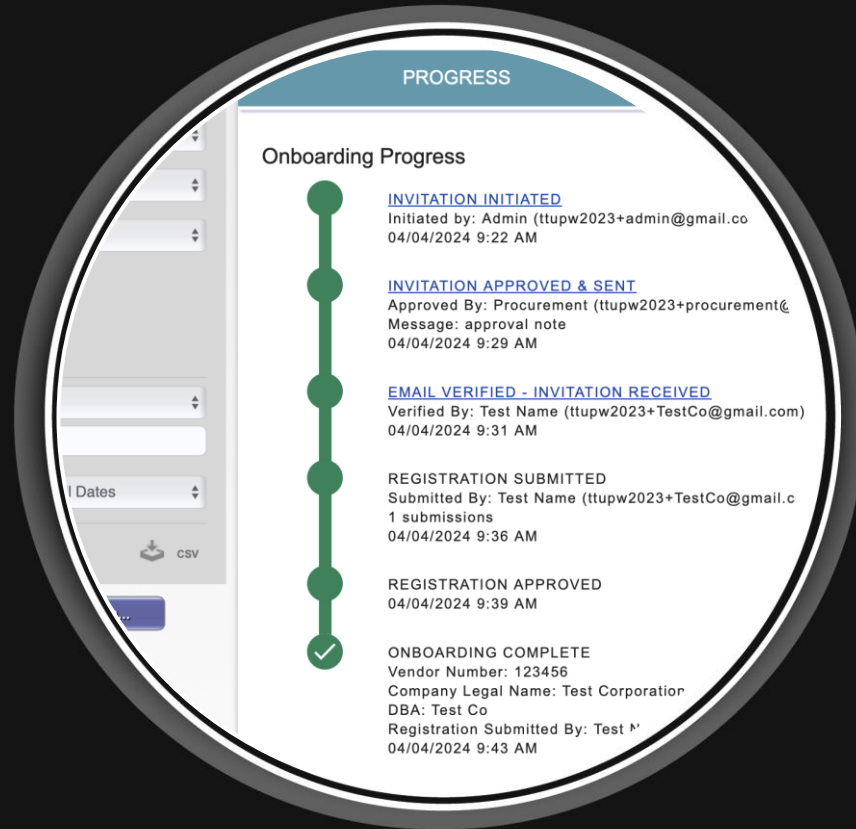 PROGRESS
Onboarding Progress
INVITATION INITIATED
Initiated by: Admin (ttupw2023+admin@gmail.co
04/04/2024 9:22 AM
INVITATION APPROVED & SENT
Approved By: Procurement (ttupw2023+procurement@
Message: approval note
04/04/2024 9:29 AM
EMAIL VERIFIED - INVITATION RECEIVED
Verified By: Test Name (ttupw2023+TestCo@gmail.com)
04/04/2024 9:31 AM
REGISTRATION SUBMITTED
Submitted By: Test Name (ttupw2023+TestCo@gmail.c
1 submissions
04/04/2024 9:36 AM
REGISTRATION APPROVED
04/04/2024 9:39 AM
ONBOARDING COMPLETE
Vendor Number: 123456
Company Legal Name: Test Corporation
DBA: Test Co
Registration Submitted By: Test
04/04/2024 9:43 AM
Dates
csv